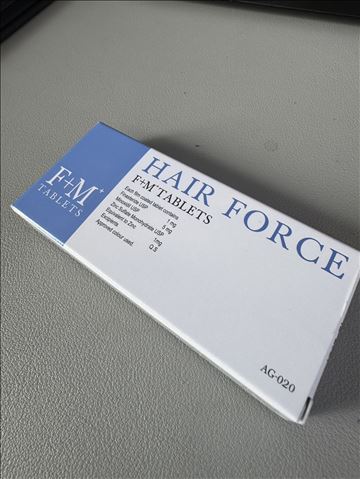 F+M+
TABLETS
HAIR FORCE
F+M+TABLETS
Each film coated tablet contains
Finasteride USP 1 mg
Minoxidil USP 5 mg
Zinc Sulfate Monohydrate USP
Equivalent to Zinc 1mg
Excipients Q.S
Approved colour used.
AG-020